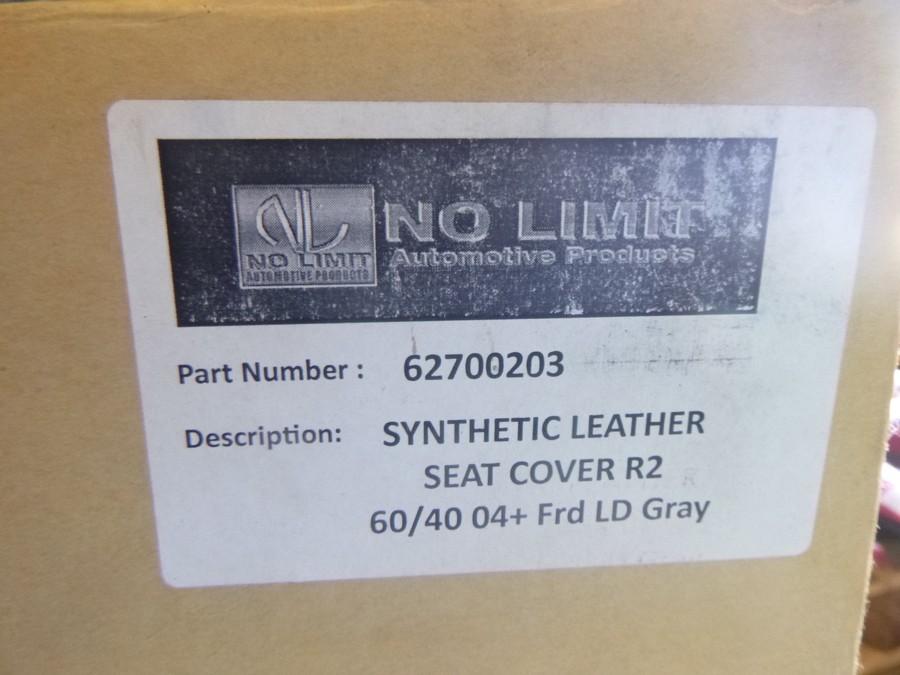 NO LIMIT
AUTOMOTIVE PRODUCTS
NO LIMIT
Automotive Products
Part Number : 62700203
Description: SYNTHETIC LEATHER
SEAT COVER R2
60/40 04+ Frd LD Gray